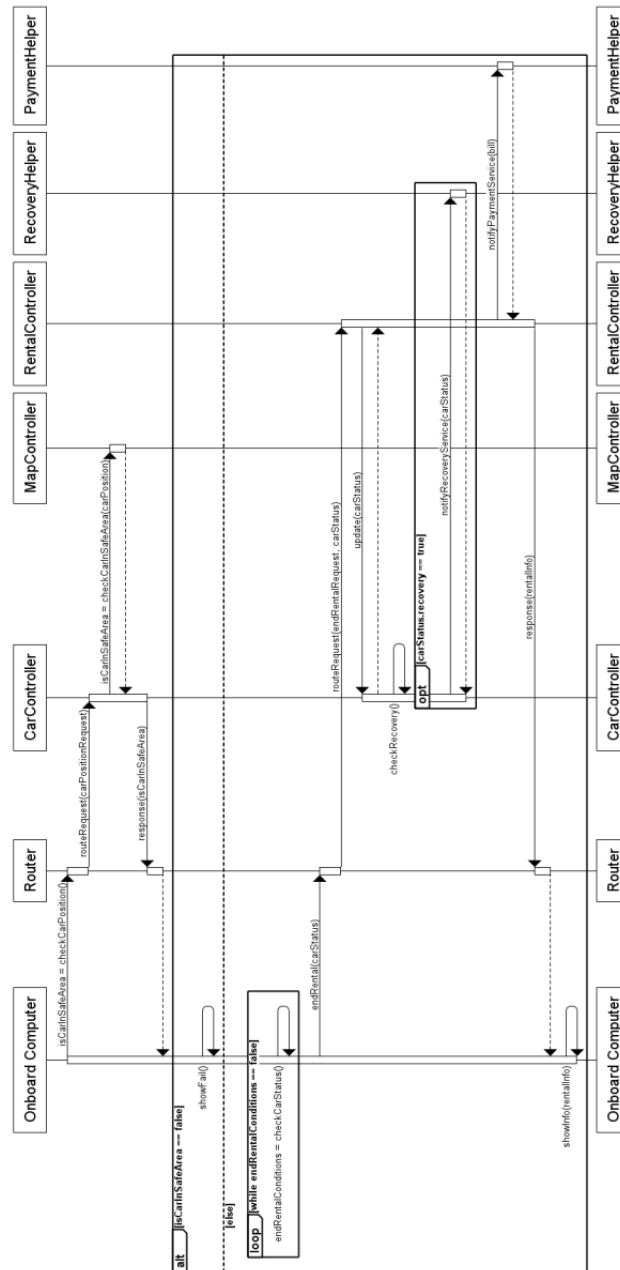 Onboard Computer
Router
CarController
MapController
RentalController
RecoveryHelper
PaymentHelper
isCarInSafeArea = checkCarPosition()
routeRequest(carPositionRequest)
isCarInSafeArea = checkCarInSafeArea(carPosition)
response(isCarInSafeArea)
alt
[isCarInSafeArea == false]
showFail()
[else]
loop
[while endRentalConditions == false]
endRentalConditions = checkCarStatus()
endRental(carStatus)
routeRequest(endRentalRequest, carStatus)
update(carStatus)
checkRecovery()
opt
[carStatus.recovery == true]
notifyRecoveryService(carStatus)
notifyPaymentService(bill)
response(rentalInfo)
showInfo(rentalInfo)
Onboard Computer
Router
CarController
MapController
RentalController
RecoveryHelper
PaymentHelper